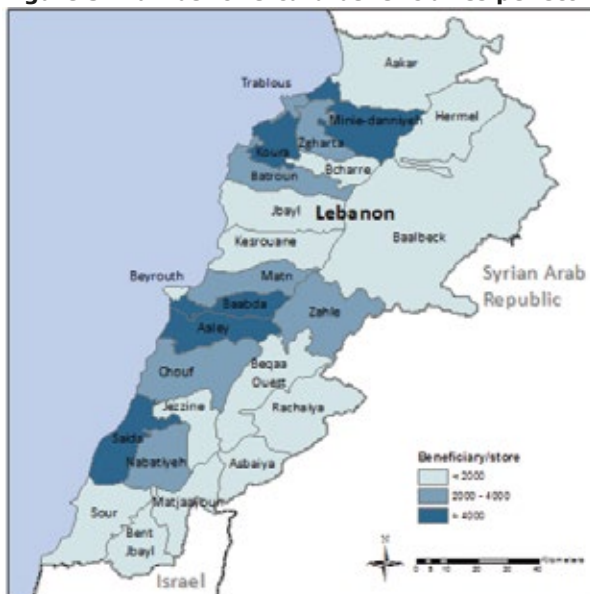 Aakar
Trablous
Minie-danniyeh
Hermel
Zgharta
Koura
Bcharre
Batroun
Jbayl
Lebanon
Kesrouane
Baalbeck
Beyrouth
Matn
Syrian Arab
Republic
Baabda
Zahle
Aaley
Chouf
Beqaa
Ouest
Jezzine
Rachaiya
Saida
Nabatiyeh
Asbaiya
Beneficiary/store
< 2000
2000 - 4000
> 4000
Sour
Matjaayoun
Bent
Jbayl
N
Israel